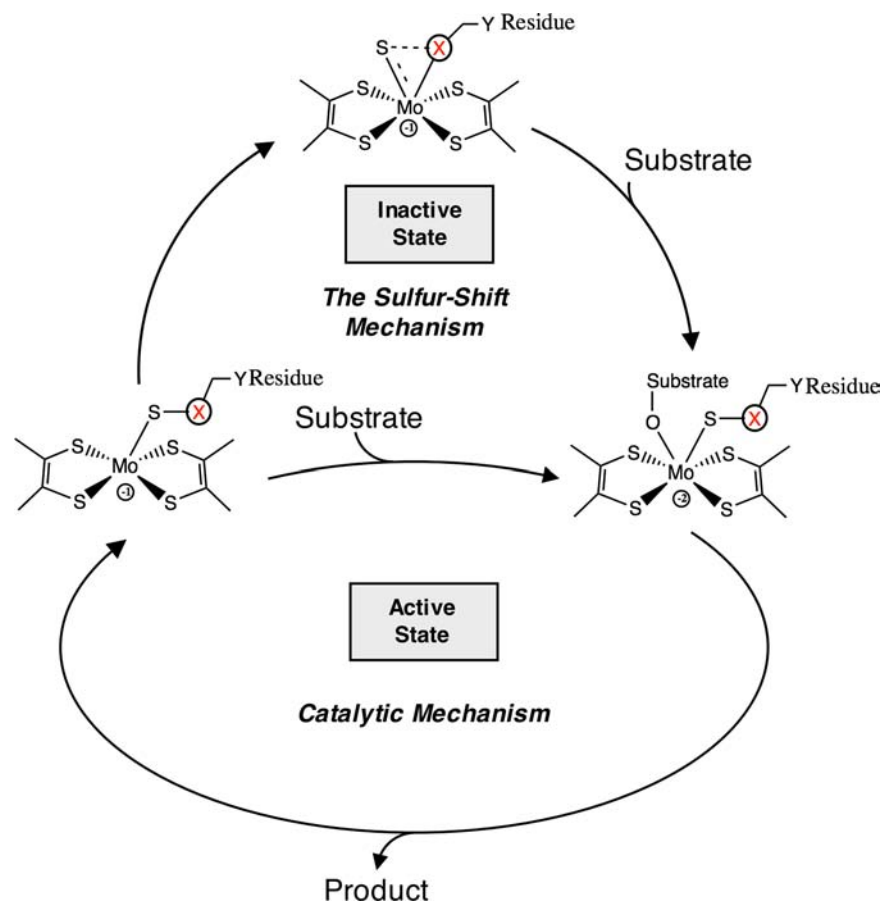 Y Residue
S X
S S
Mo
-1
S S
Substrate
Inactive
State
The Sulfur-Shift
Mechanism
Substrate
Y Residue
O S X
S S
Mo
-2
S S
Y Residue
S X
S S
Mo
-1
S S
Substrate
Active
State
Catalytic Mechanism
Product